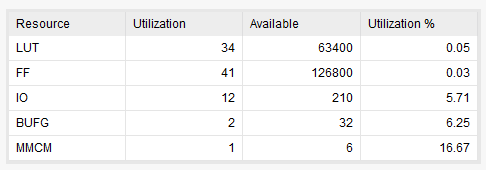 Resource Utilization Available Utilization %
LUT 34 63400 0.05
FF 41 126800 0.03
IO 12 210 5.71
BUFG 2 32 6.25
MMCM 1 6 16.67